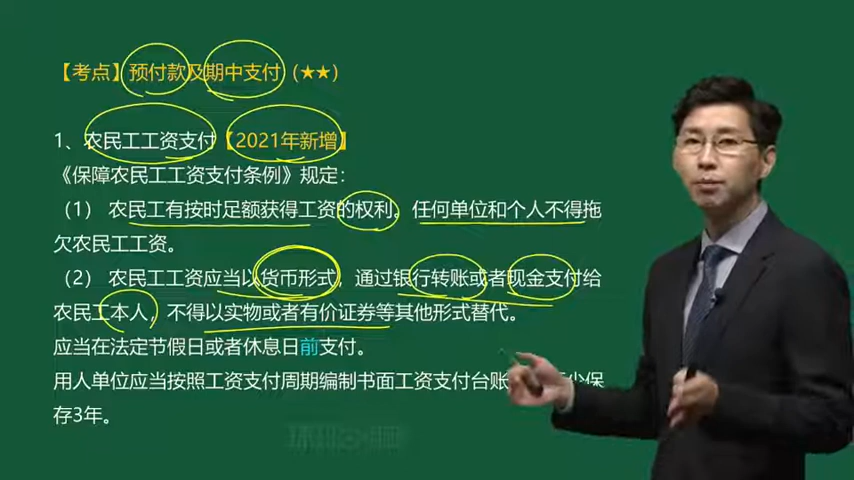 【考点】预付款及期中支付（★★）
1、农民工工资支付【2021年新增】
《保障农民工工资支付条例》规定：
（1） 农民工有按时足额获得工资的权利。任何单位和个人不得拖
欠农民工工资。
（2） 农民工工资应当以货币形式，通过银行转账或者现金支付给
农民工本人，不得以实物或者有价证券等其他形式替代。
应当在法定节假日或者休息日前支付。
用人单位应当按照工资支付周期编制书面工资支付台账 少保
存3年。